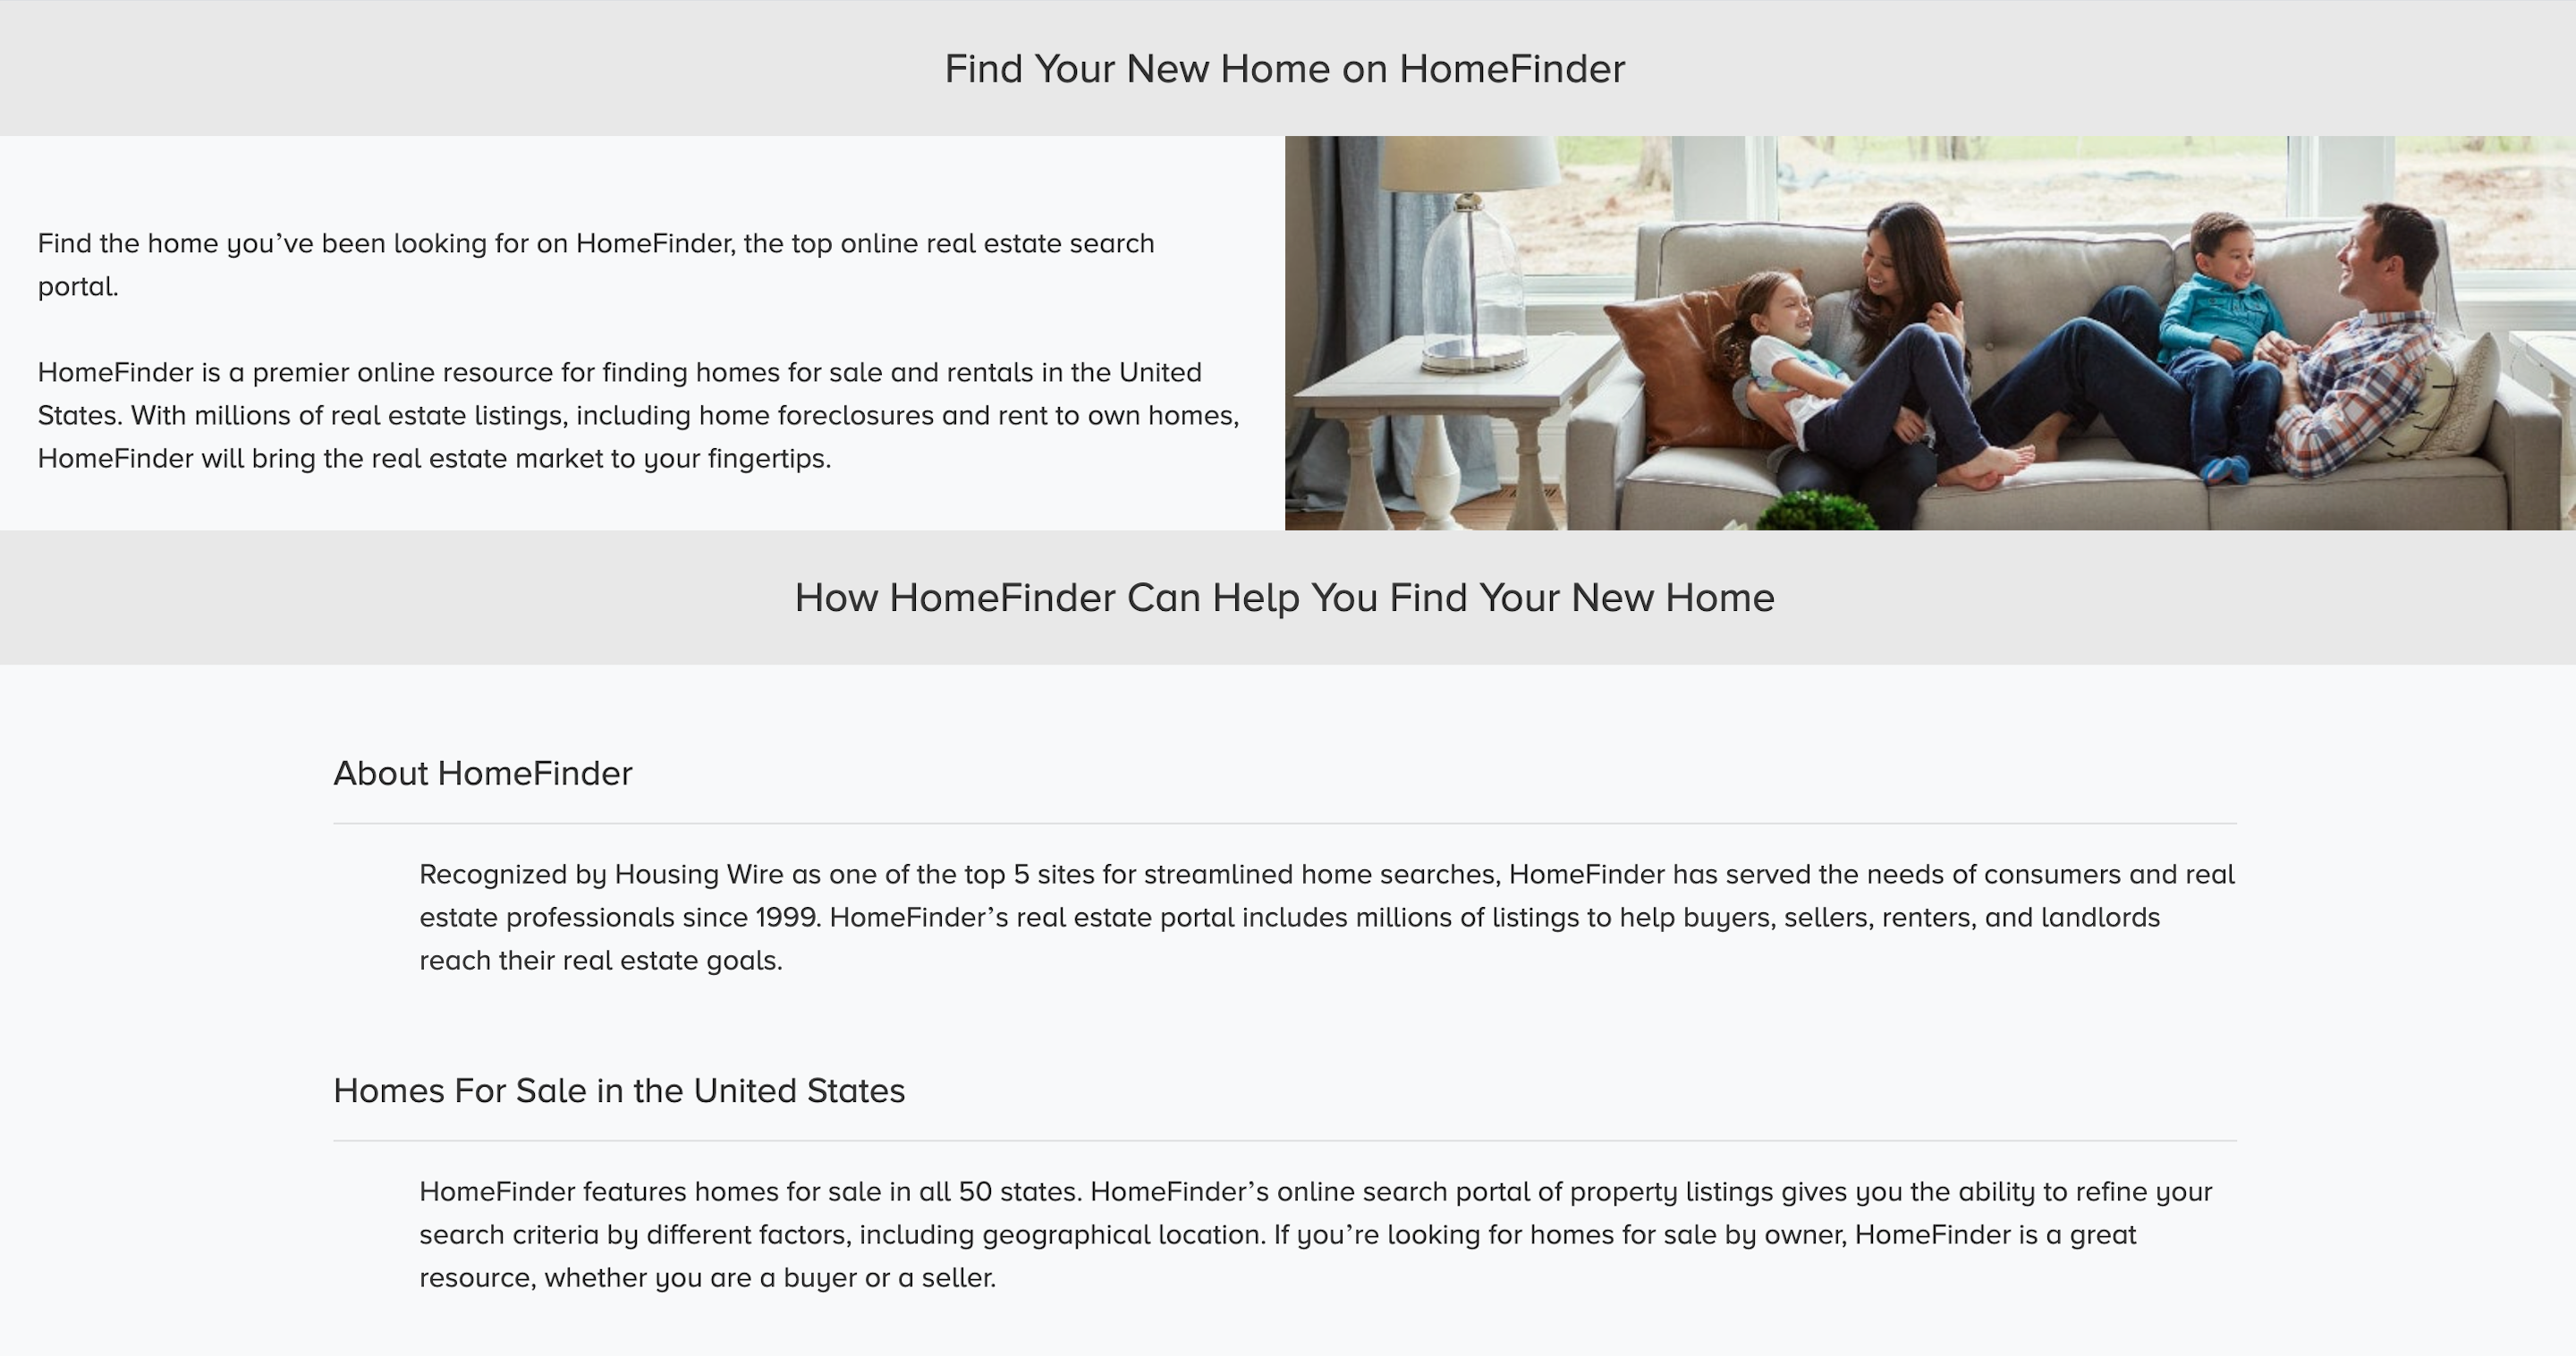 Find Your New Home on HomeFinder
Find the home you’ve been looking for on HomeFinder, the top online real estate search
portal.
HomeFinder is a premier online resource for finding homes for sale and rentals in the United
States. With millions of real estate listings, including home foreclosures and rent to own homes,
HomeFinder will bring the real estate market to your fingertips.
How HomeFinder Can Help You Find Your New Home
About HomeFinder
Recognized by Housing Wire as one of the top 5 sites for streamlined home searches, HomeFinder has served the needs of consumers and real
estate professionals since 1999. HomeFinder’s real estate portal includes millions of listings to help buyers, sellers, renters, and landlords
reach their real estate goals.
Homes For Sale in the United States
HomeFinder features homes for sale in all 50 states. HomeFinder’s online search portal of property listings gives you the ability to refine your
search criteria by different factors, including geographical location. If you’re looking for homes for sale by owner, HomeFinder is a great
resource, whether you are a buyer or a seller.